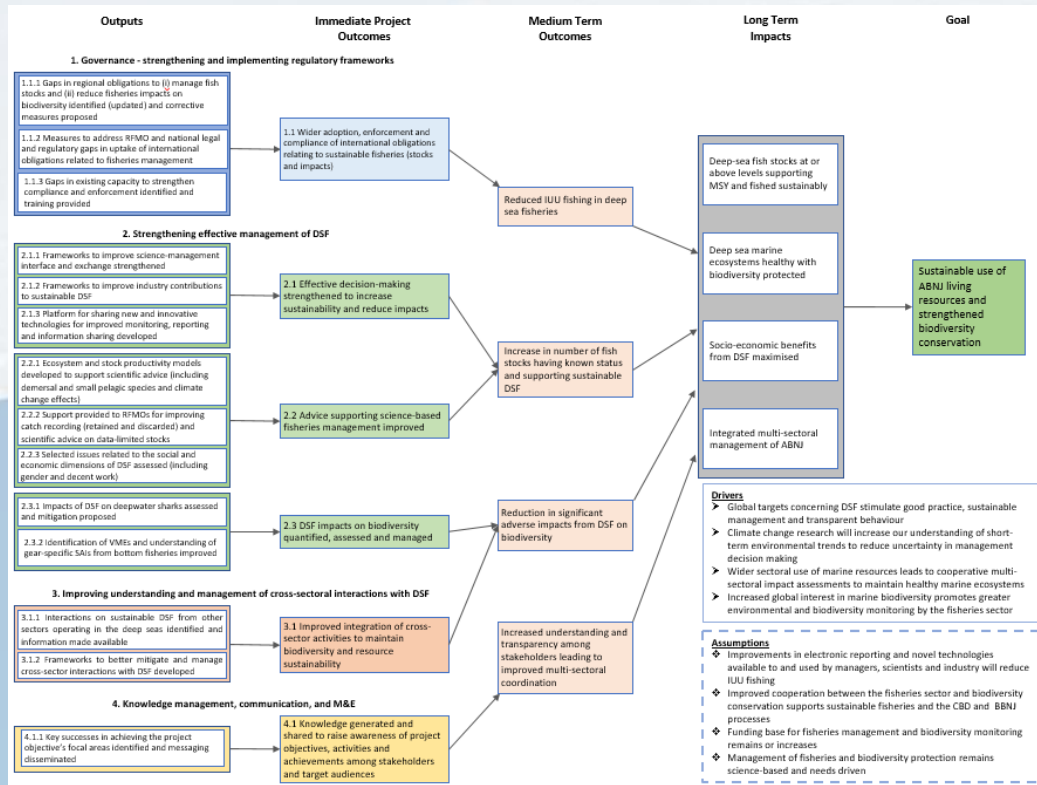 Outputs
Immediate Project
Outcomes
Medium Term
Outcomes
Long Term
Impacts
Goal
1. Governance - strengthening and implementing regulatory frameworks
1.1.1 Gaps in regional obligations to (i) manage fish
stocks and (ii) reduce fisheries impacts on
biodiversity identified (updated) and corrective
measures proposed
1.1.2 Measures to address RFMO and national legal
and regulatory gaps in uptake of international
obligations related to fisheries management
1.1.3 Gaps in existing capacity to strengthen
compliance and enforcement identified and
training provided
1.1 Wider adoption, enforcement and
compliance of international obligations
relating to sustainable fisheries (stocks
and impacts)
Reduced IUU fishing in deep
sea fisheries
2. Strengthening effective management of DSF
2.1.1 Frameworks to improve science-management
interface and exchange strengthened
2.1.2 Frameworks to improve industry contributions
to sustainable DSF
2.1.3 Platform for sharing new and innovative
technologies for improved monitoring, reporting
and information sharing developed
2.1 Effective decision-making
strengthened to increase
sustainability and reduce impacts
2.2.1 Ecosystem and stock productivity models
developed to support scientific advice (including
demersal and small pelagic species and climate
change effects)
2.2.2 Support provided to RFMOs for improving
catch recording (retained and discarded) and
scientific advice on data-limited stocks
2.2.3 Selected issues related to the social and
economic dimensions of DSF assessed (including
gender and decent work)
2.2 Advice supporting science-based
fisheries management improved
Increase in number of fish
stocks having known status
and supporting sustainable
DSF
2.3.1 Impacts of DSF on deepwater sharks assessed
and mitigation proposed
2.3.2 Identification of VMEs and understanding of
gear-specific SAIs from bottom fisheries improved
2.3 DSF impacts on biodiversity
quantified, assessed and managed
Reduction in significant
adverse impacts from DSF on
biodiversity
3. Improving understanding and management of cross-sectoral interactions with DSF
3.1.1 Interactions on sustainable DSF from other
sectors operating in the deep seas identified and
information made available
3.1.2 Frameworks to better mitigate and manage
cross-sector interactions with DSF developed
3.1 Improved integration of cross-
sector activities to maintain
biodiversity and resource
sustainability
Increased understanding and
transparency among
stakeholders leading to
improved multi-sectoral
coordination
4. Knowledge management, communication, and M&E
4.1.1 Key successes in achieving the project
objective's focal areas identified and messaging
disseminated
4.1 Knowledge generated and
shared to raise awareness of project
objectives, activities and
achievements among stakeholders
and target audiences
Deep-sea fish stocks at or
above levels supporting
MSY and fished sustainably
Deep sea marine
ecosystems healthy with
biodiversity protected
Socio-economic benefits
from DSF maximised
Integrated multi-sectoral
management of ABNJ
Sustainable use of
ABNJ living
resources and
strengthened
biodiversity
conservation
Drivers
➤ Global targets concerning DSF stimulate good practice, sustainable
management and transparent behaviour
➤ Climate change research will increase our understanding of short-
term environmental trends to reduce uncertainty in management
decision making
➤ Wider sectoral use of marine resources leads to cooperative multi-
sectoral impact assessments to maintain healthy marine ecosystems
➤ Increased global interest in marine biodiversity promotes greater
environmental and biodiversity monitoring by the fisheries sector
Assumptions
❖ Improvements in electronic reporting and novel technologies
available to and used by managers, scientists and industry will reduce
IUU fishing
❖ Improved cooperation between the fisheries sector and biodiversity
conservation supports sustainable fisheries and the CBD and BBNJ
processes
❖ Funding base for fisheries management and biodiversity monitoring
remains or increases
❖ Management of fisheries and biodiversity protection remains
science-based and needs driven